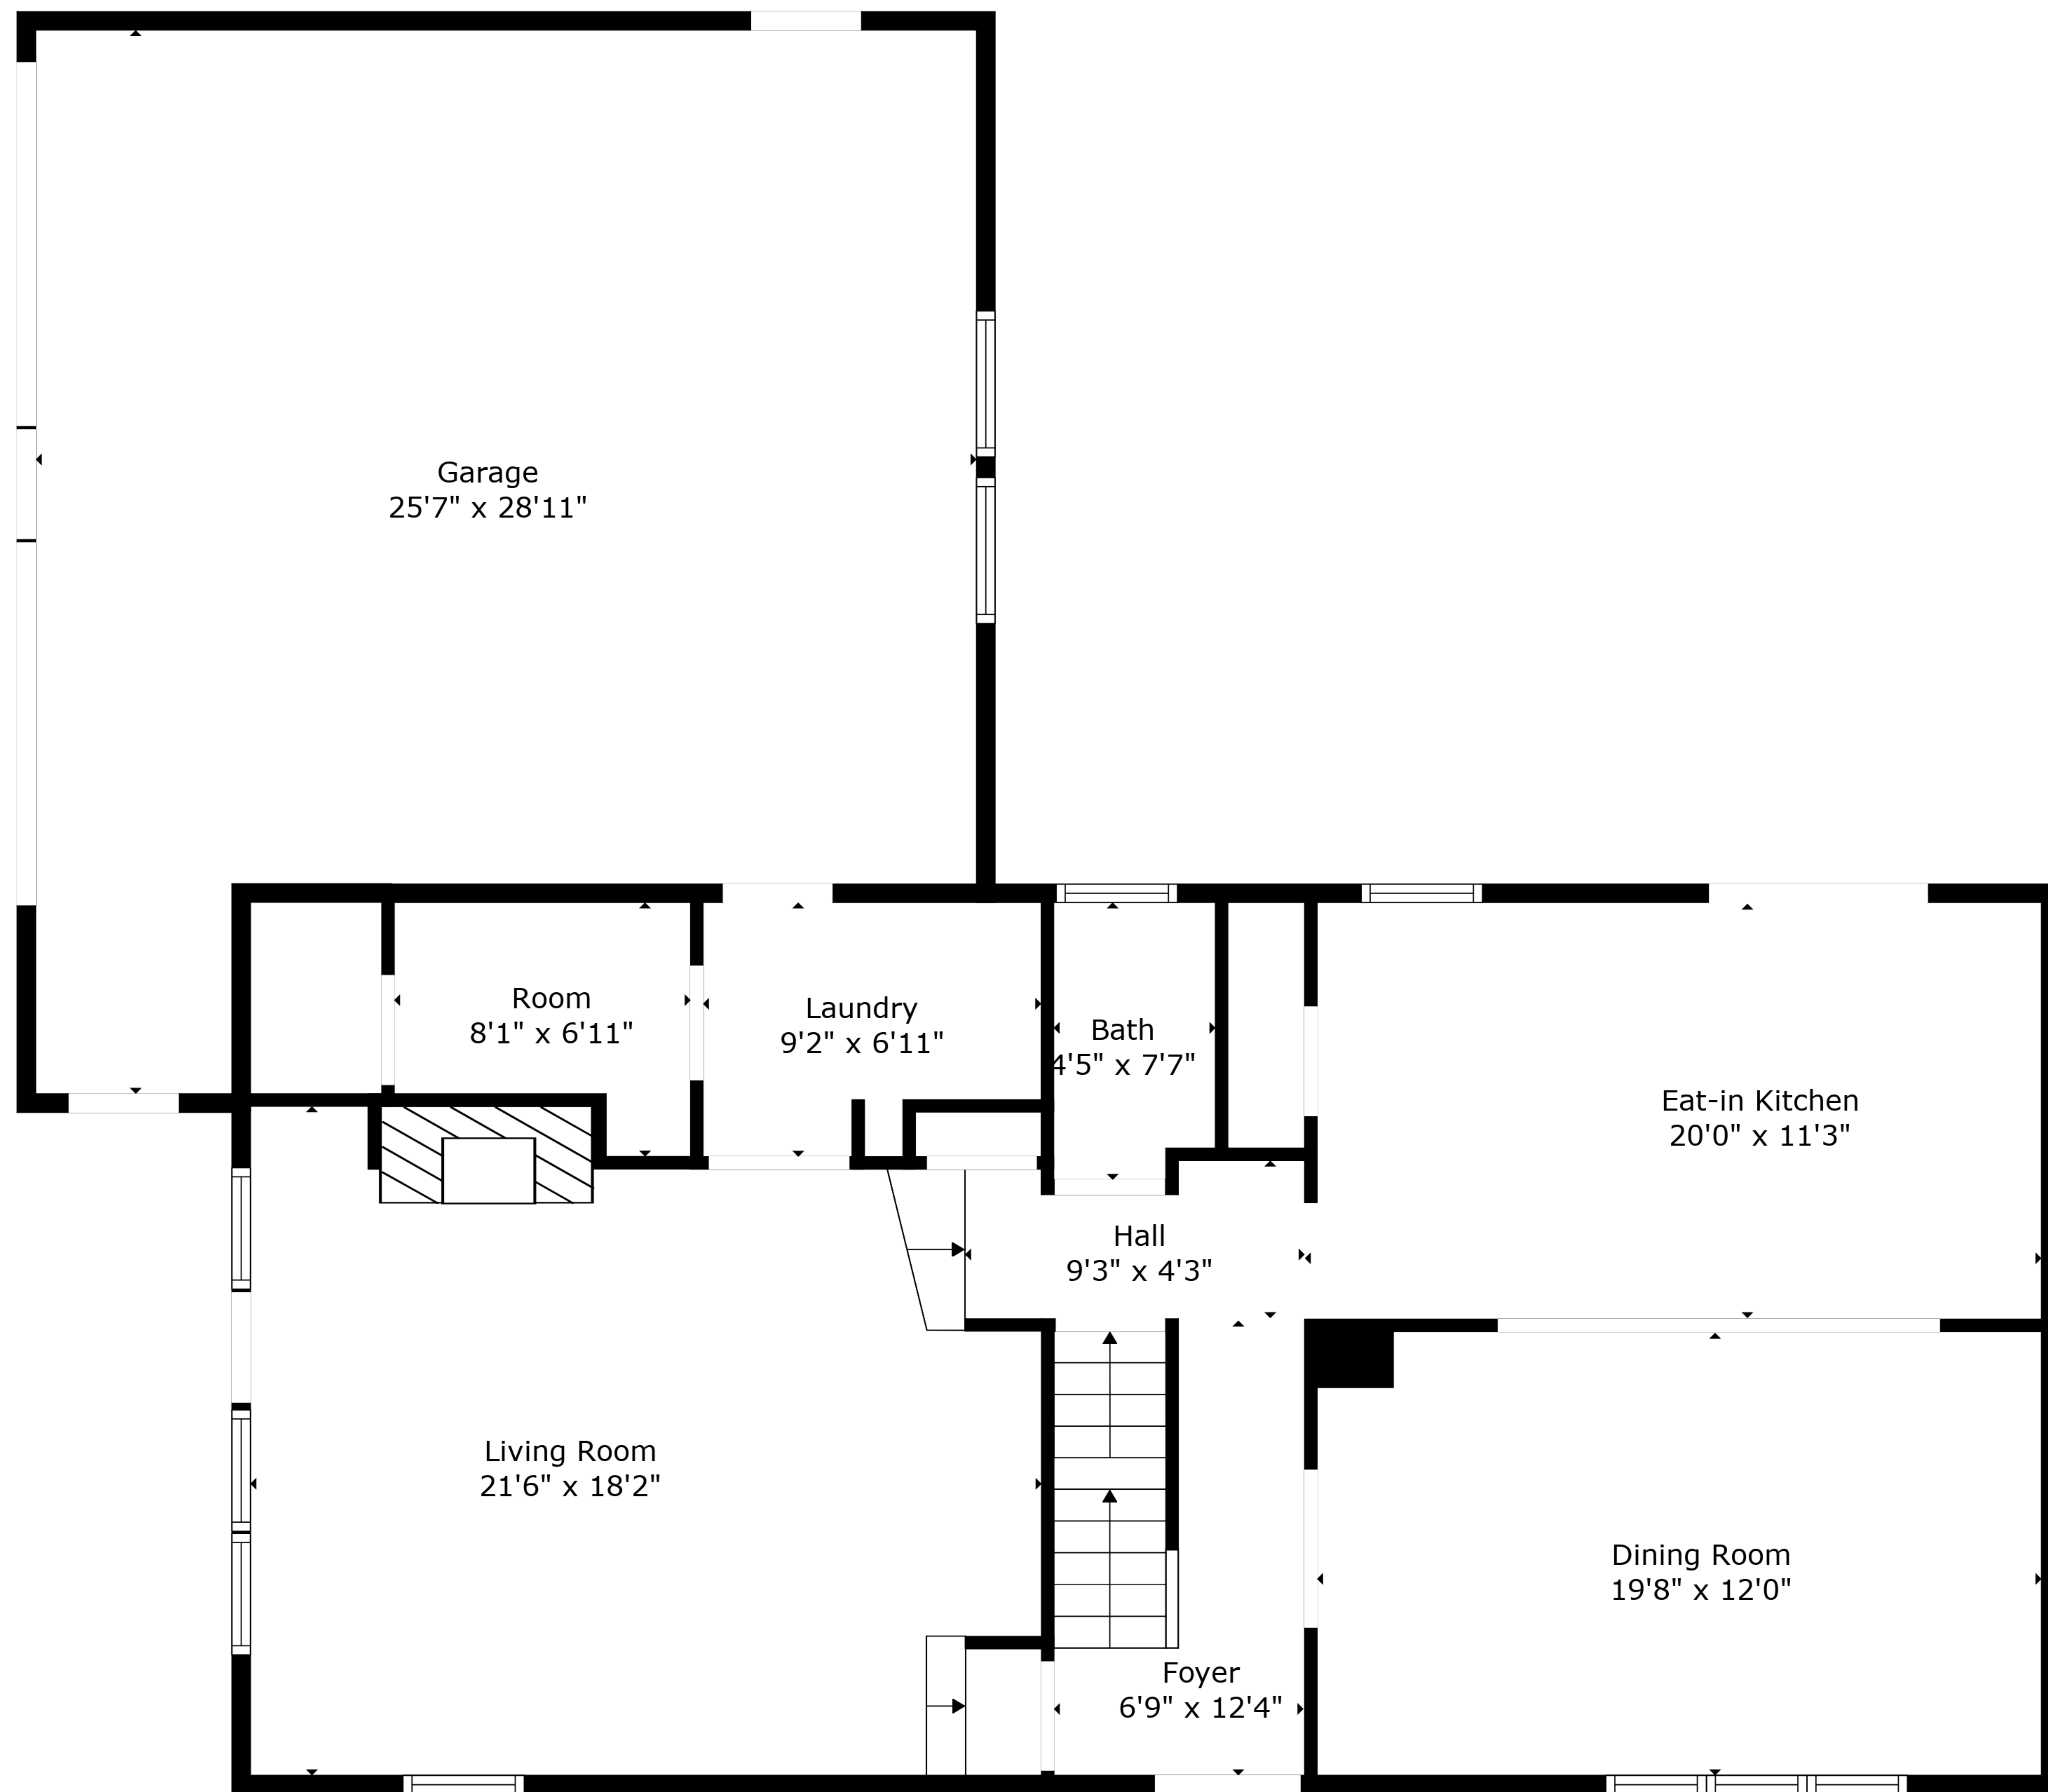 Garage
25'7" x 28'11"
Room
8'1" x 6'11"
Laundry
9'2" x 6'11"
Bath
4'5" x 7'7"
Eat-in Kitchen
20'0" x 11'3"
Hall
9'3" x 4'3"
Living Room
21'6" x 18'2"
Dining Room
19'8" x 12'0"
Foyer
6'9" x 12'4"